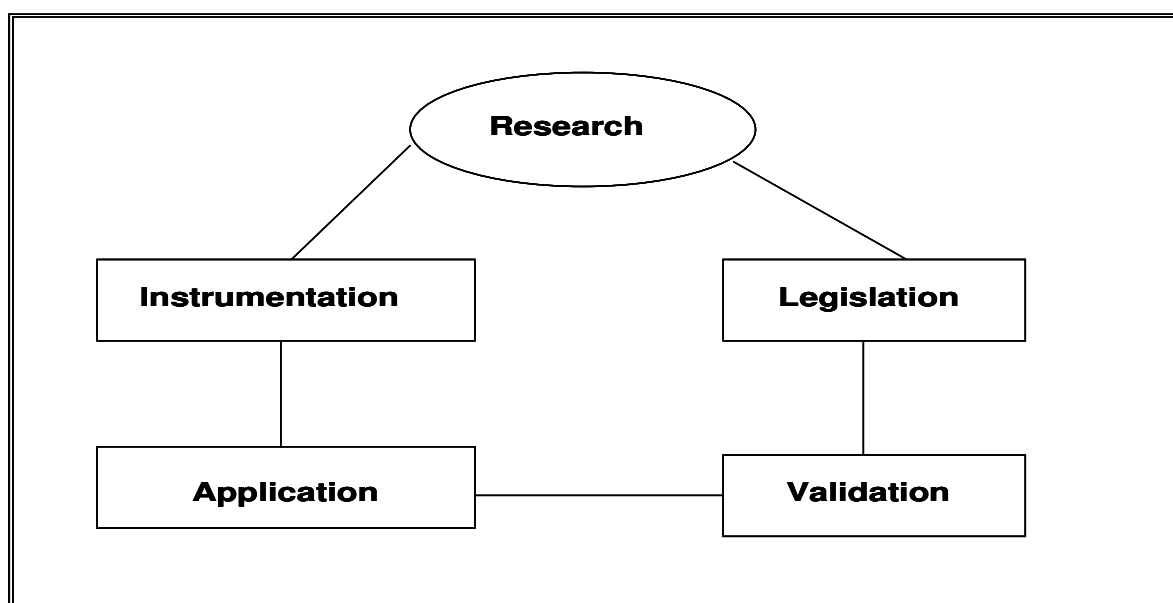 Research
Instrumentation
Legislation
Application
Validation